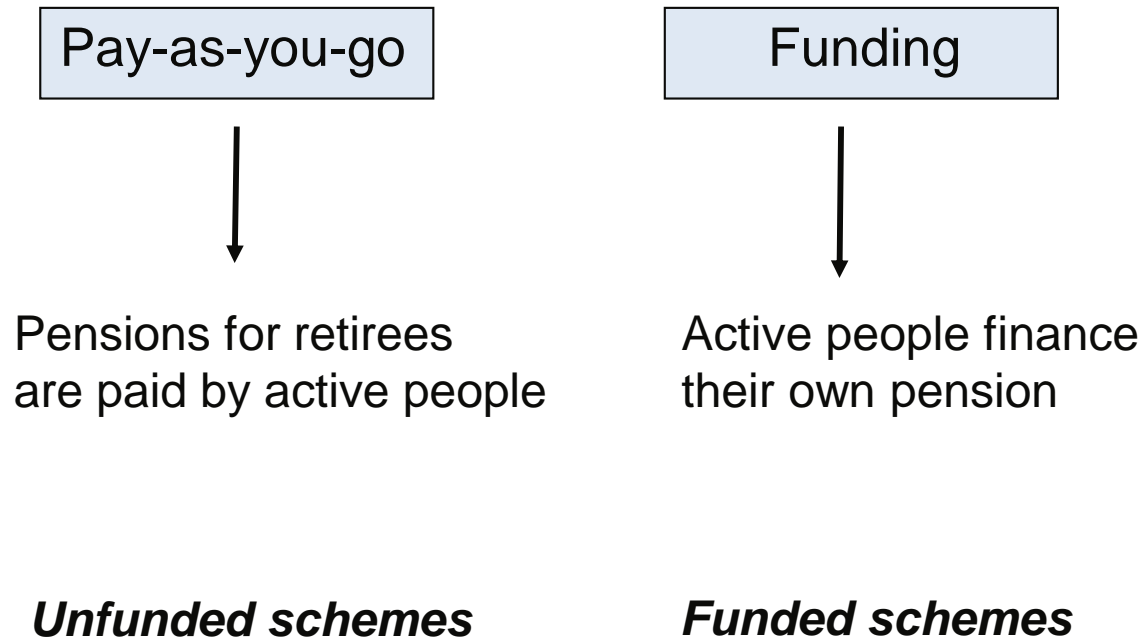 Pay-as-you-go
Funding
Pensions for retirees
are paid by active people
Active people finance
their own pension
Unfunded schemes
Funded schemes